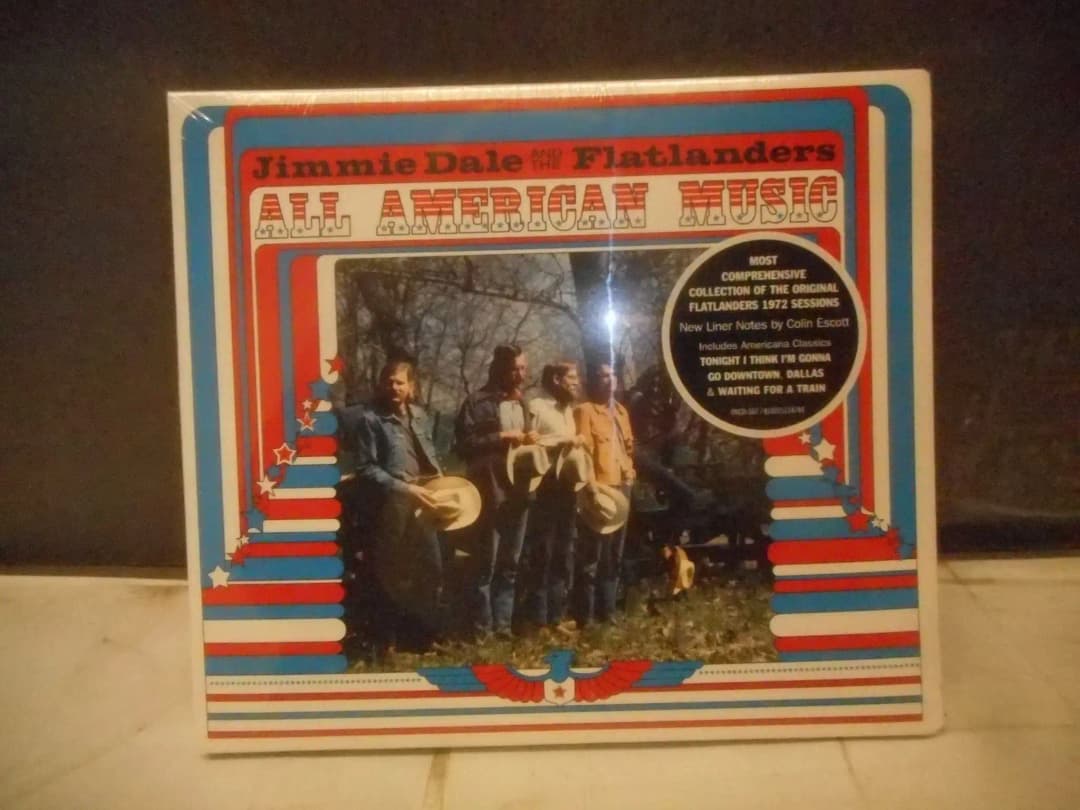 Jimmie Dale AND THE Flatlanders
ALL AMERICAN MUSIC
MOST
COMPREHENSIVE
COLLECTION OF THE ORIGINAL
FLATLANDERS 1972 SESSIONS
New Liner Notes by Colin Escott
Includes Americana Classics
TONIGHT I THINK I'M GONNA
GO DOWNTOWN, DALLAS
& WAITING FOR A TRAIN